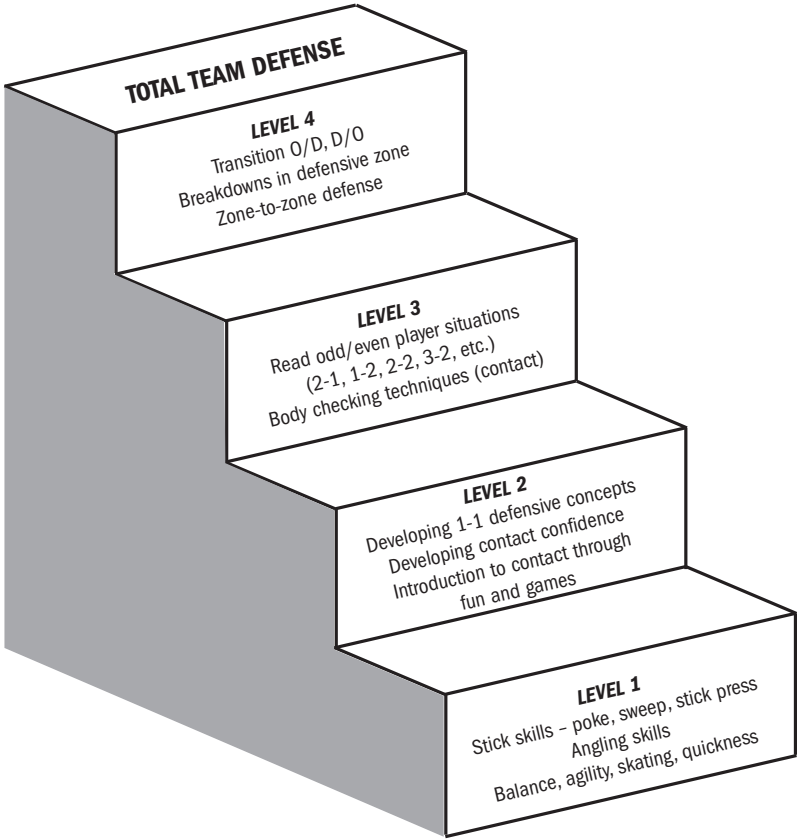 TOTAL TEAM DEFENSE
LEVEL 4
Transition O/D, D/O
Breakdowns in defensive zone
Zone-to-zone defense
LEVEL 3
Read odd/even player situations
(2-1, 1-2, 2-2, 3-2, etc.)
Body checking techniques (contact)
LEVEL 2
Developing 1-1 defensive concepts
Developing contact confidence
Introduction to contact through
fun and games
LEVEL 1
Stick skills – poke, sweep, stick press
Angling skills
Balance, agility, skating, quickness